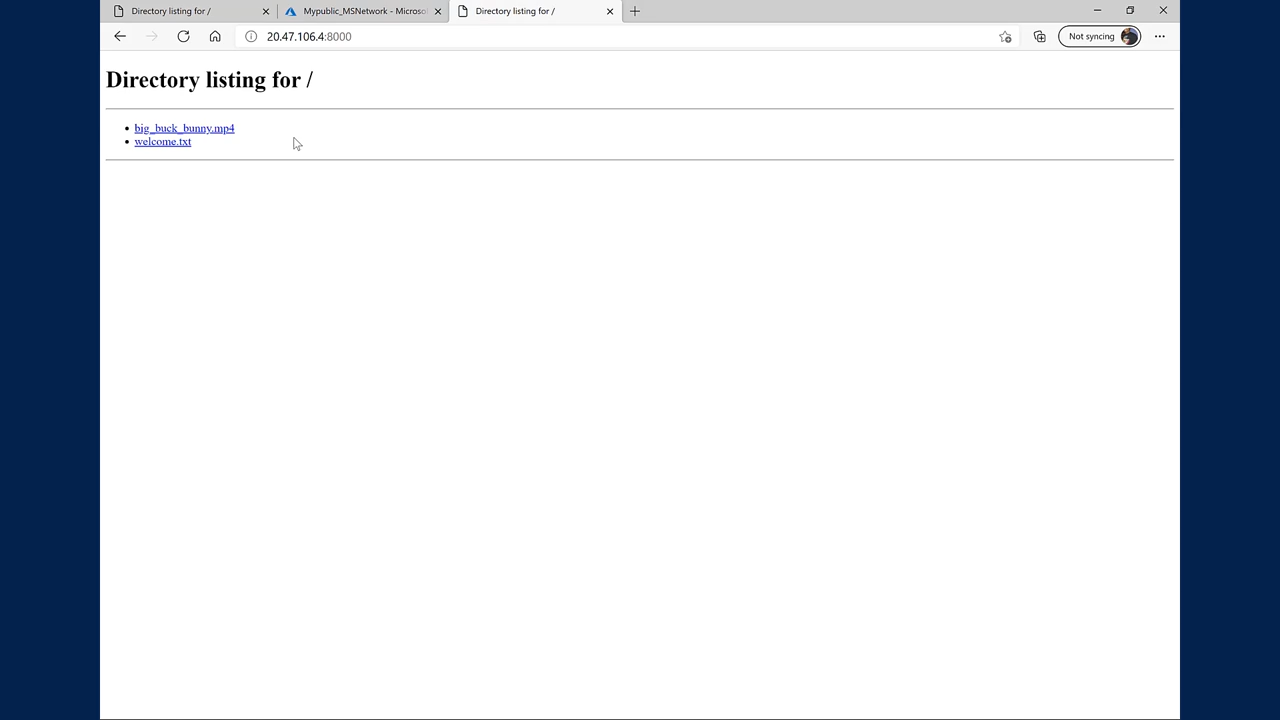 Directory listing for /
Mypublic_MSNetwork - Microso
Directory listing for /
20.47.106.4:8000
Not syncing
Directory listing for /
big_buck_bunny.mp4
welcome.txt